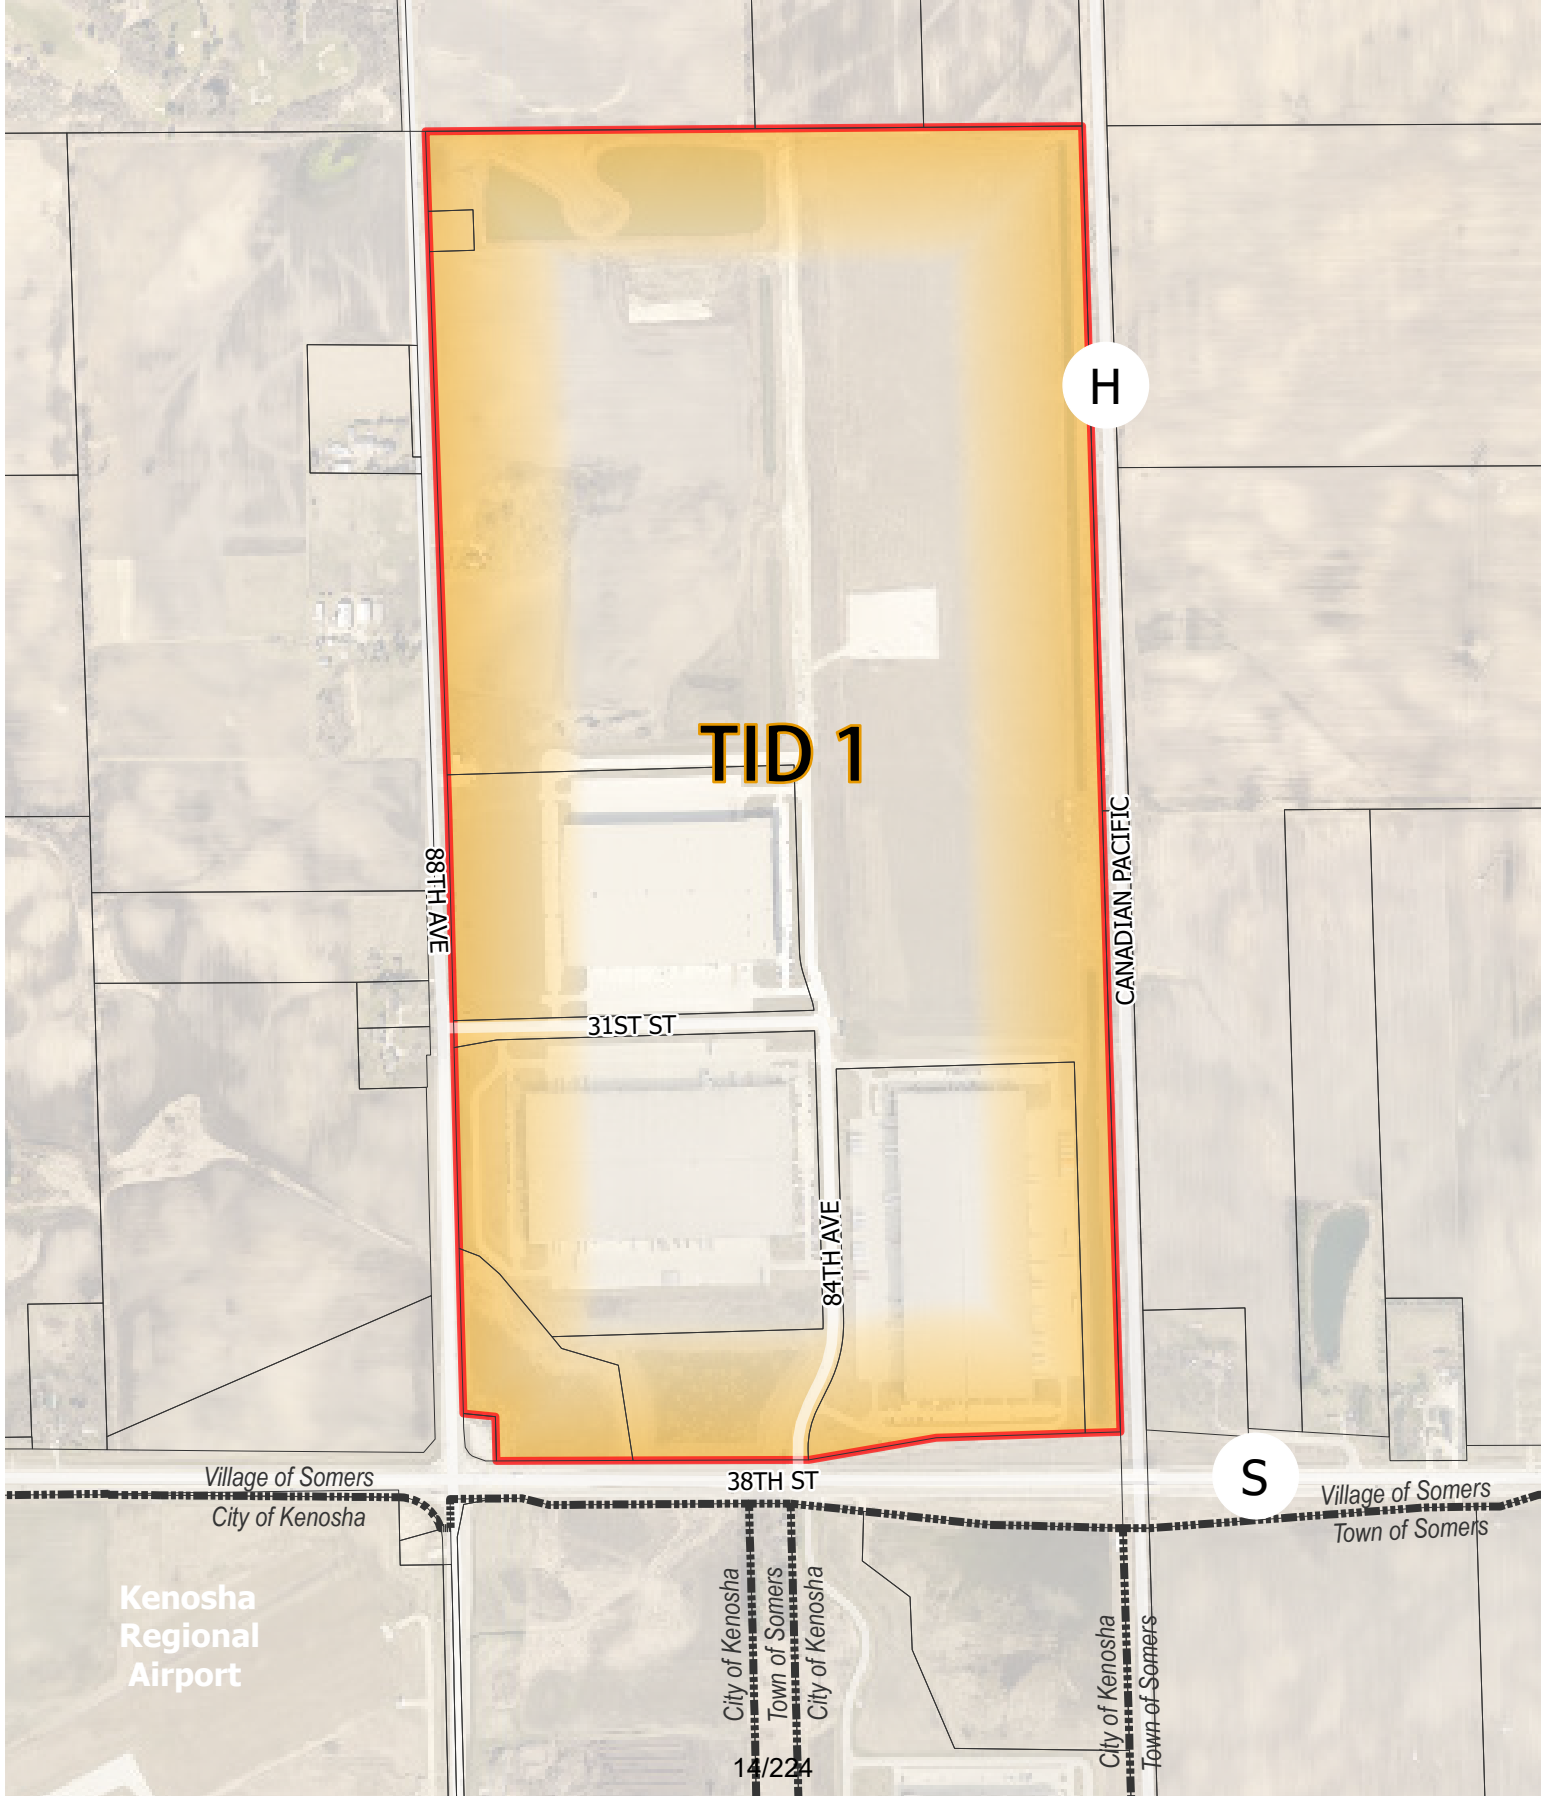 H
TID 1
88TH AVE
CANADIAN PACIFIC
31ST ST
84TH AVE
38TH ST
S
Village of Somers
City of Kenosha
Village of Somers
Town of Somers
Kenosha
Regional
Airport
City of Kenosha
Town of Somers
City of Kenosha
City of Kenosha
Town of Somers
14/224